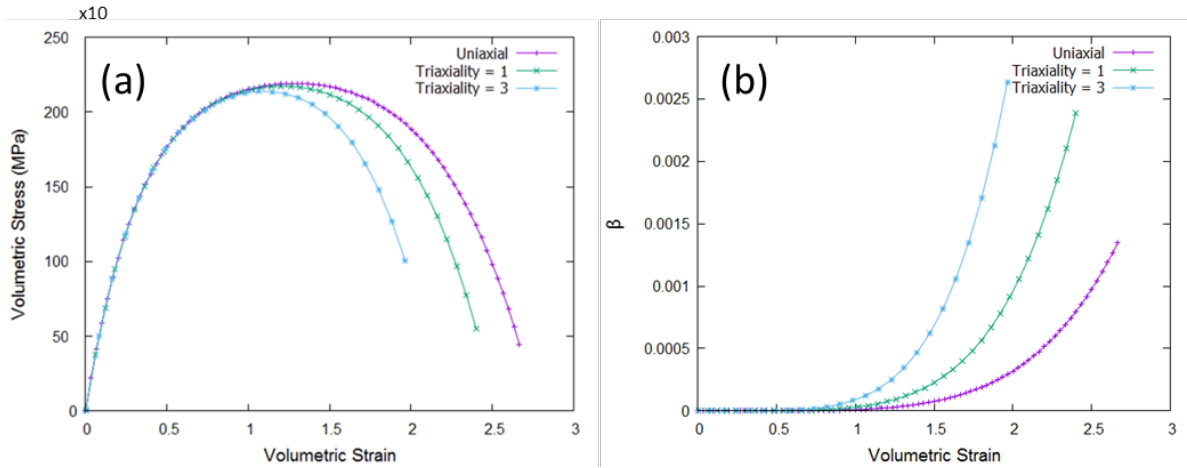 x10
(a)
Uniaxial
Triaxiality = 1
Triaxiality = 3
250
200
150
100
50
0
Volumetric Stress (MPa)
0 0.5 1 1.5 2 2.5 3
Volumetric Strain
(b)
Uniaxial
Triaxiality = 1
Triaxiality = 3
0.003
0.0025
0.002
0.0015
0.001
0.0005
0
β
0 0.5 1 1.5 2 2.5 3
Volumetric Strain